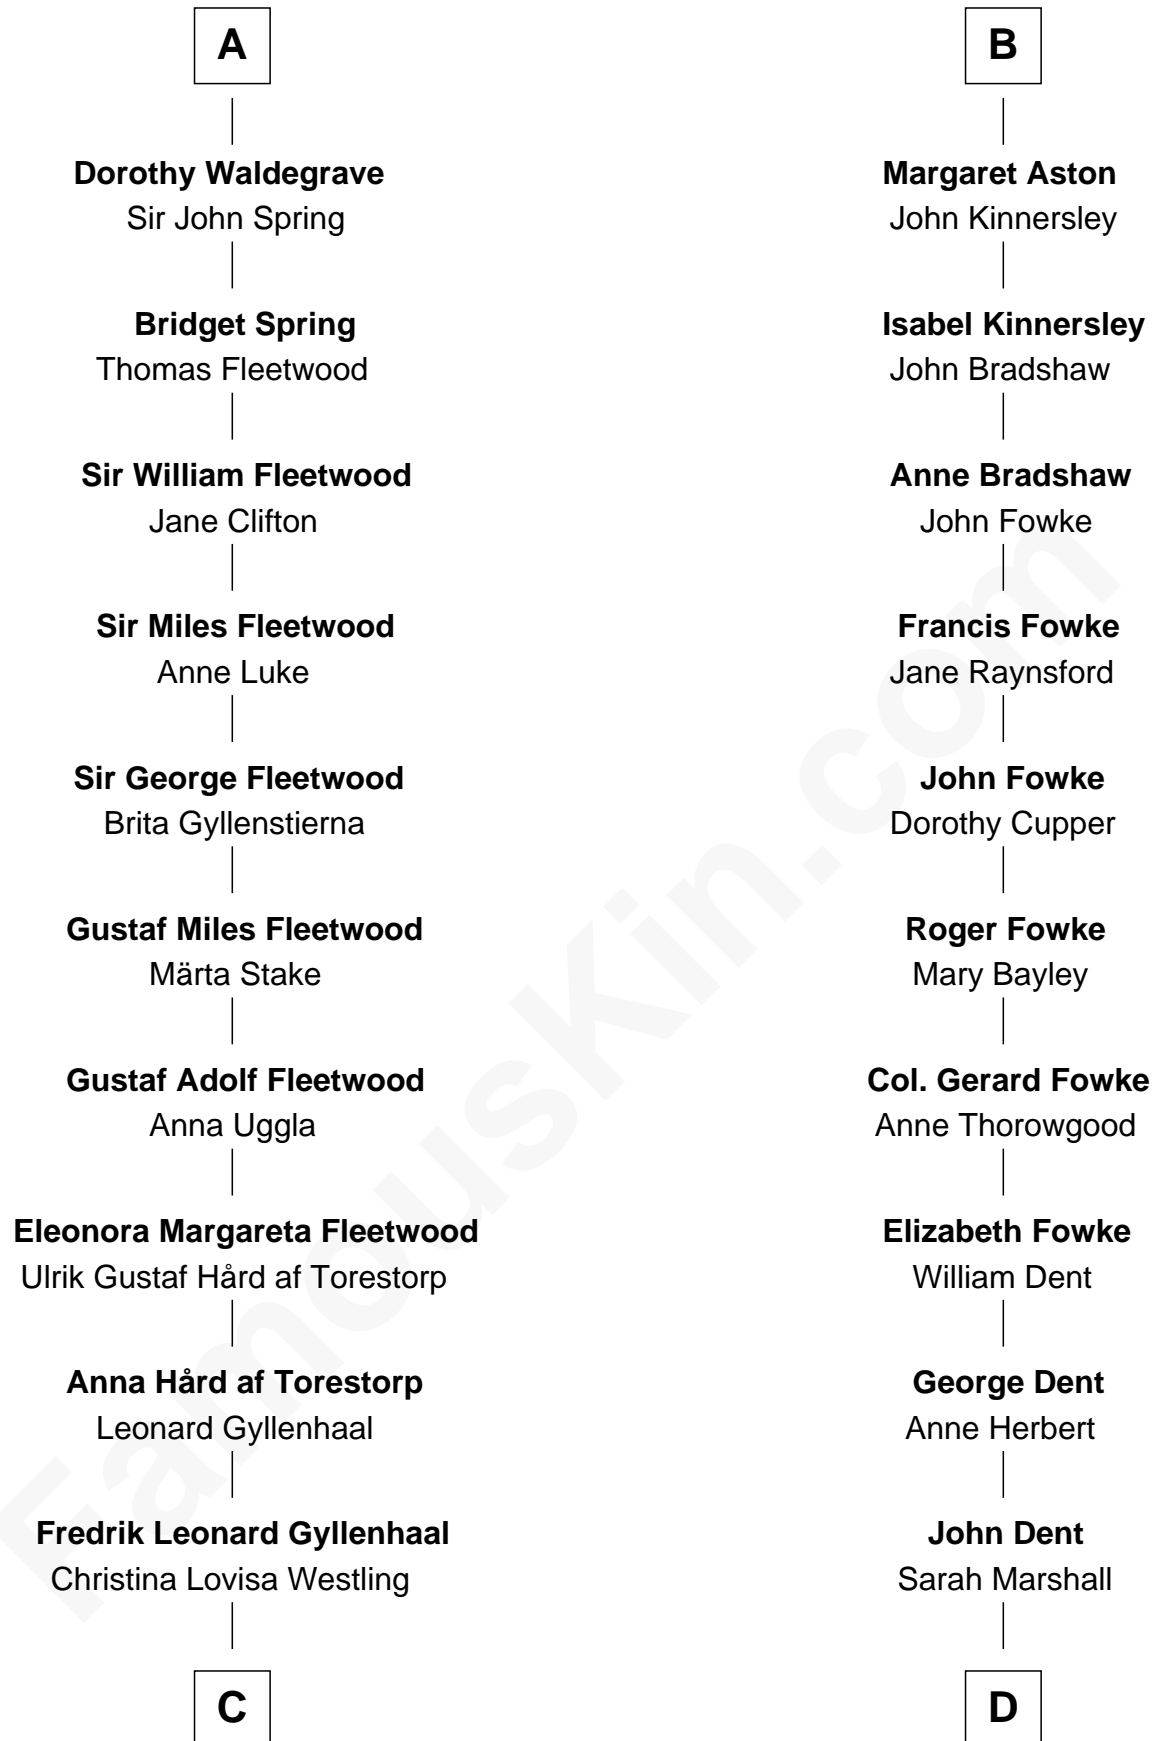 A
Dorothy Waldegrave
Sir John Spring
Bridget Spring
Thomas Fleetwood
Sir William Fleetwood
Jane Clifton
Sir Miles Fleetwood
Anne Luke
Sir George Fleetwood
Brita Gyllenstierna
Gustaf Miles Fleetwood
Märta Stake
Gustaf Adolf Fleetwood
Anna Uggla
Eleonora Margareta Fleetwood
Ulrik Gustaf Hård af Torestorp
Anna Hård af Torestorp
Leonard Gyllenhaal
Fredrik Leonard Gyllenhaal
Christina Lovisa Westling
C
B
Margaret Aston
John Kinnersley
Isabel Kinnersley
John Bradshaw
Anne Bradshaw
John Fowke
Francis Fowke
Jane Raynsford
John Fowke
Dorothy Cupper
Roger Fowke
Mary Bayley
Col. Gerard Fowke
Anne Thorowgood
Elizabeth Fowke
William Dent
George Dent
Anne Herbert
John Dent
Sarah Marshall
D
FamousKin.com